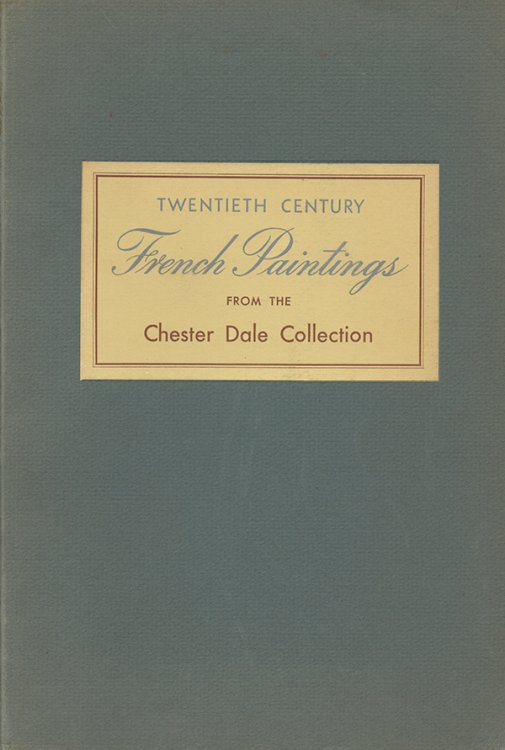 TWENTIETH CENTURY
French Paintings
FROM THE
Chester Dale Collection